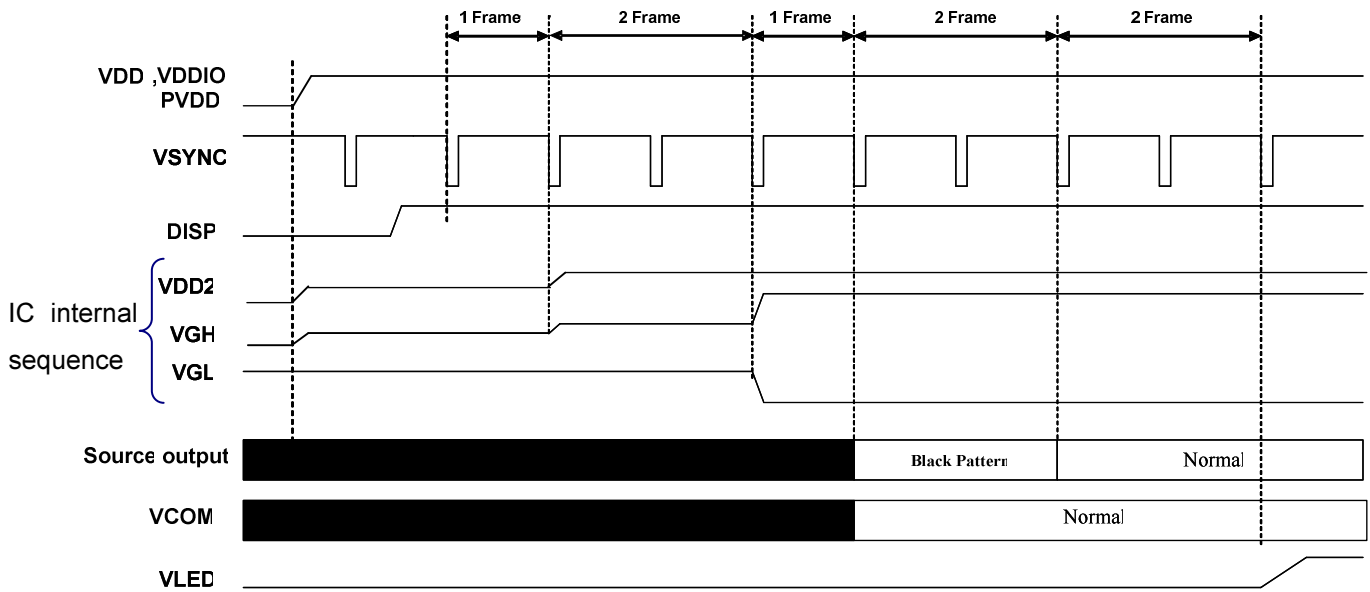 1 Frame
2 Frame
1 Frame
2 Frame
2 Frame
VDD ,VDDIO
PVDD
VSYNC
DISP
IC internal
sequence
VDD2
VGH
VGL
Source output
Black Pattern
Normal
VCOM
Normal
VLED